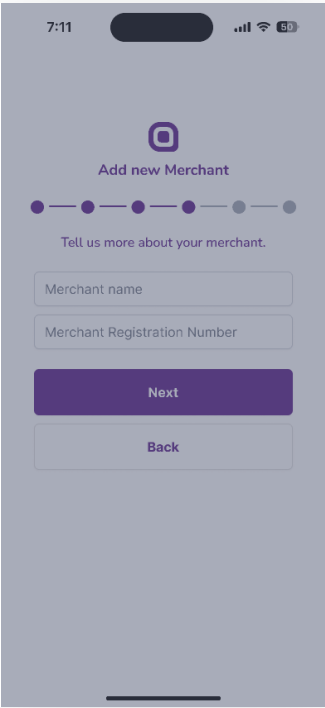 7:11
50
Add new Merchant
Tell us more about your merchant.
Merchant name
Merchant Registration Number
Next
Back